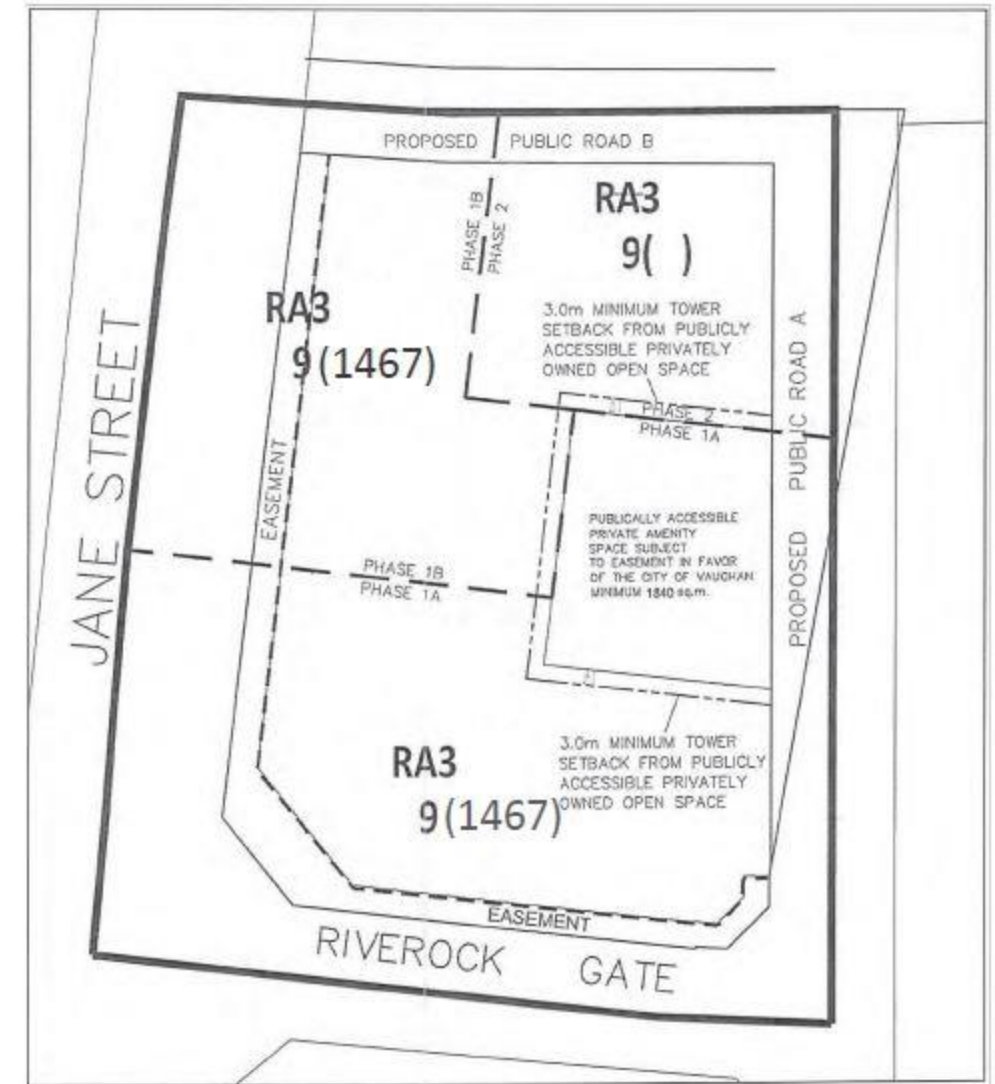 PROPOSED PUBLIC ROAD B
PHASE 1B
PHASE 2
RA3
9( )
3.0m MINIMUM TOWER
SETBACK FROM PUBLICLY
ACCESSIBLE PRIVATELY
OWNED OPEN SPACE
RA3
9(1467)
PHASE 2
PHASE 1A
PROPOSED PUBLIC ROAD A
JANE STREET
EASEMENT
PUBLICALLY ACCESSIBLE
PRIVATE AMENITY
SPACE SUBJECT
TO EASEMENT IN FAVOR
OF THE CITY OF VAUGHAN
MINIMUM 1840 sq.m.
PHASE 1B
PHASE 1A
3.0m MINIMUM TOWER
SETBACK FROM PUBLICLY
ACCESSIBLE PRIVATELY
OWNED OPEN SPACE
RA3
9(1467)
EASEMENT
RIVEROCK GATE